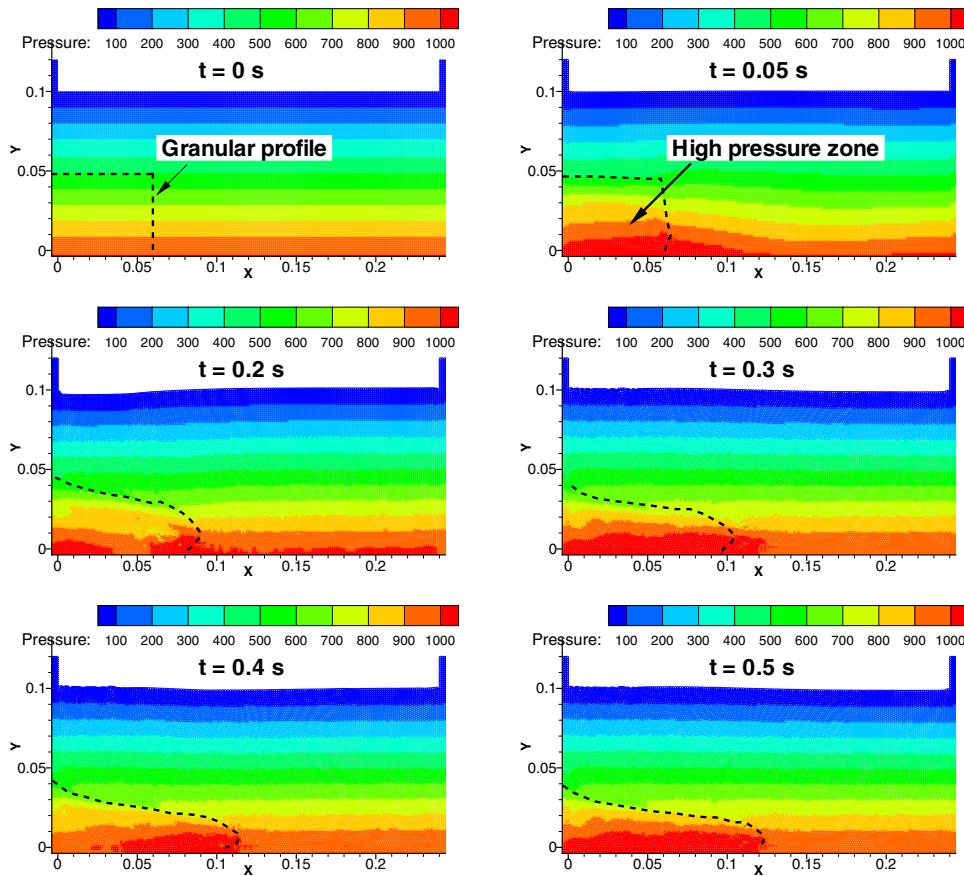 Pressure: 100 200 300 400 500 600 700 800 900 1000
t = 0 s
Granular profile
Y
0.1
0.05
0
0 0.05 0.1 0.15 0.2
X
Pressure: 100 200 300 400 500 600 700 800 900 1000
t = 0.05 s
High pressure zone
Y
0.1
0.05
0
0 0.05 0.1 0.15 0.2
X
Pressure: 100 200 300 400 500 600 700 800 900 1000
t = 0.2 s
Y
0.1
0.05
0
0 0.05 0.1 0.15 0.2
X
Pressure: 100 200 300 400 500 600 700 800 900 1000
t = 0.3 s
Y
0.1
0.05
0
0 0.05 0.1 0.15 0.2
X
Pressure: 100 200 300 400 500 600 700 800 900 1000
t = 0.4 s
Y
0.1
0.05
0
0 0.05 0.1 0.15 0.2
X
Pressure: 100 200 300 400 500 600 700 800 900 1000
t = 0.5 s
Y
0.1
0.05
0
0 0.05 0.1 0.15 0.2
X